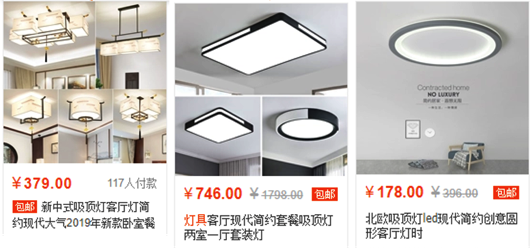 Contracted home
NO LUXURY
¥379.00 117人付款
包邮 新中式吸顶灯客厅灯简
约现代大气2019年新款卧室餐
¥746.00 ¥1798.00 包邮
灯具客厅现代简约套餐吸顶灯
两室一厅套装灯
¥178.00 ¥396.00 包邮
北欧吸顶灯led现代简约创意圆
形客厅灯时